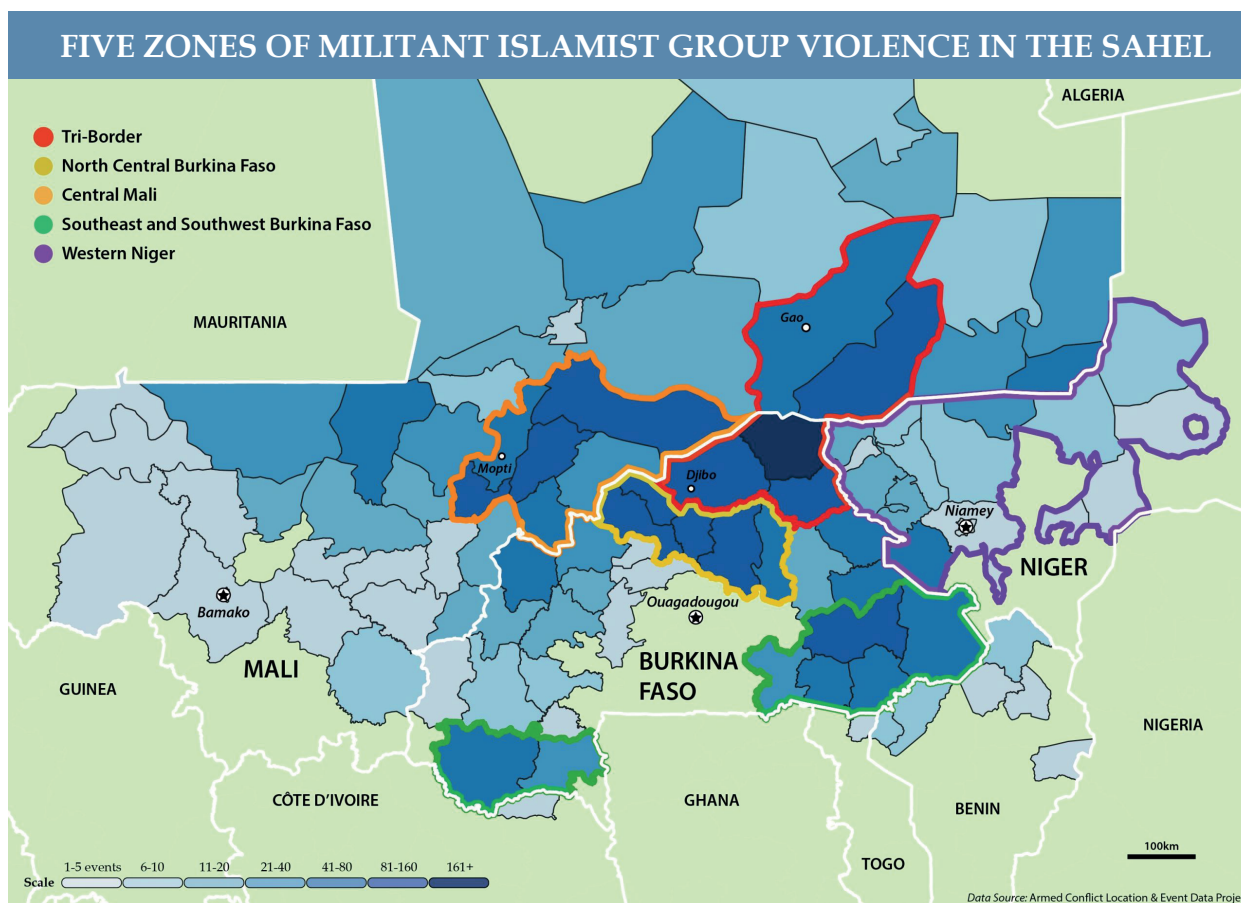 FIVE ZONES OF MILITANT ISLAMIST GROUP VIOLENCE IN THE SAHEL
ALGERIA
Tri-Border
North Central Burkina Faso
Central Mali
Southeast and Southwest Burkina Faso
Western Niger
MAURITANIA
Gao
Mopti
Djibo
Niamey
NIGER
Bamako
Ouagadougou
MALI
BURKINA
FASO
GUINEA
NIGERIA
CÔTE D'IVOIRE
GHANA
BENIN
TOGO
100km
1-5 events 6-10 11-20 21-40 41-80 81-160 161+
Scale
Data Source: Armed Conflict Location & Event Data Proje